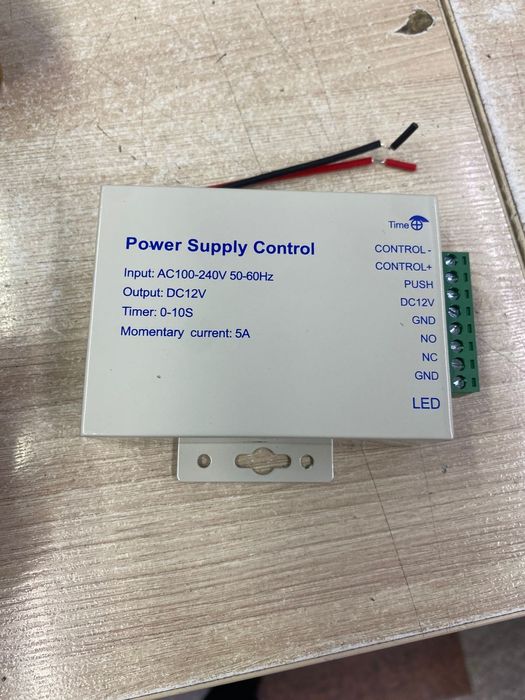 Power Supply Control
Input: AC100-240V 50-60Hz
Output: DC12V
Timer: 0-10S
Momentary current: 5A
Time
CONTROL -
CONTROL+
PUSH
DC12V
GND
NO
NC
GND
LED